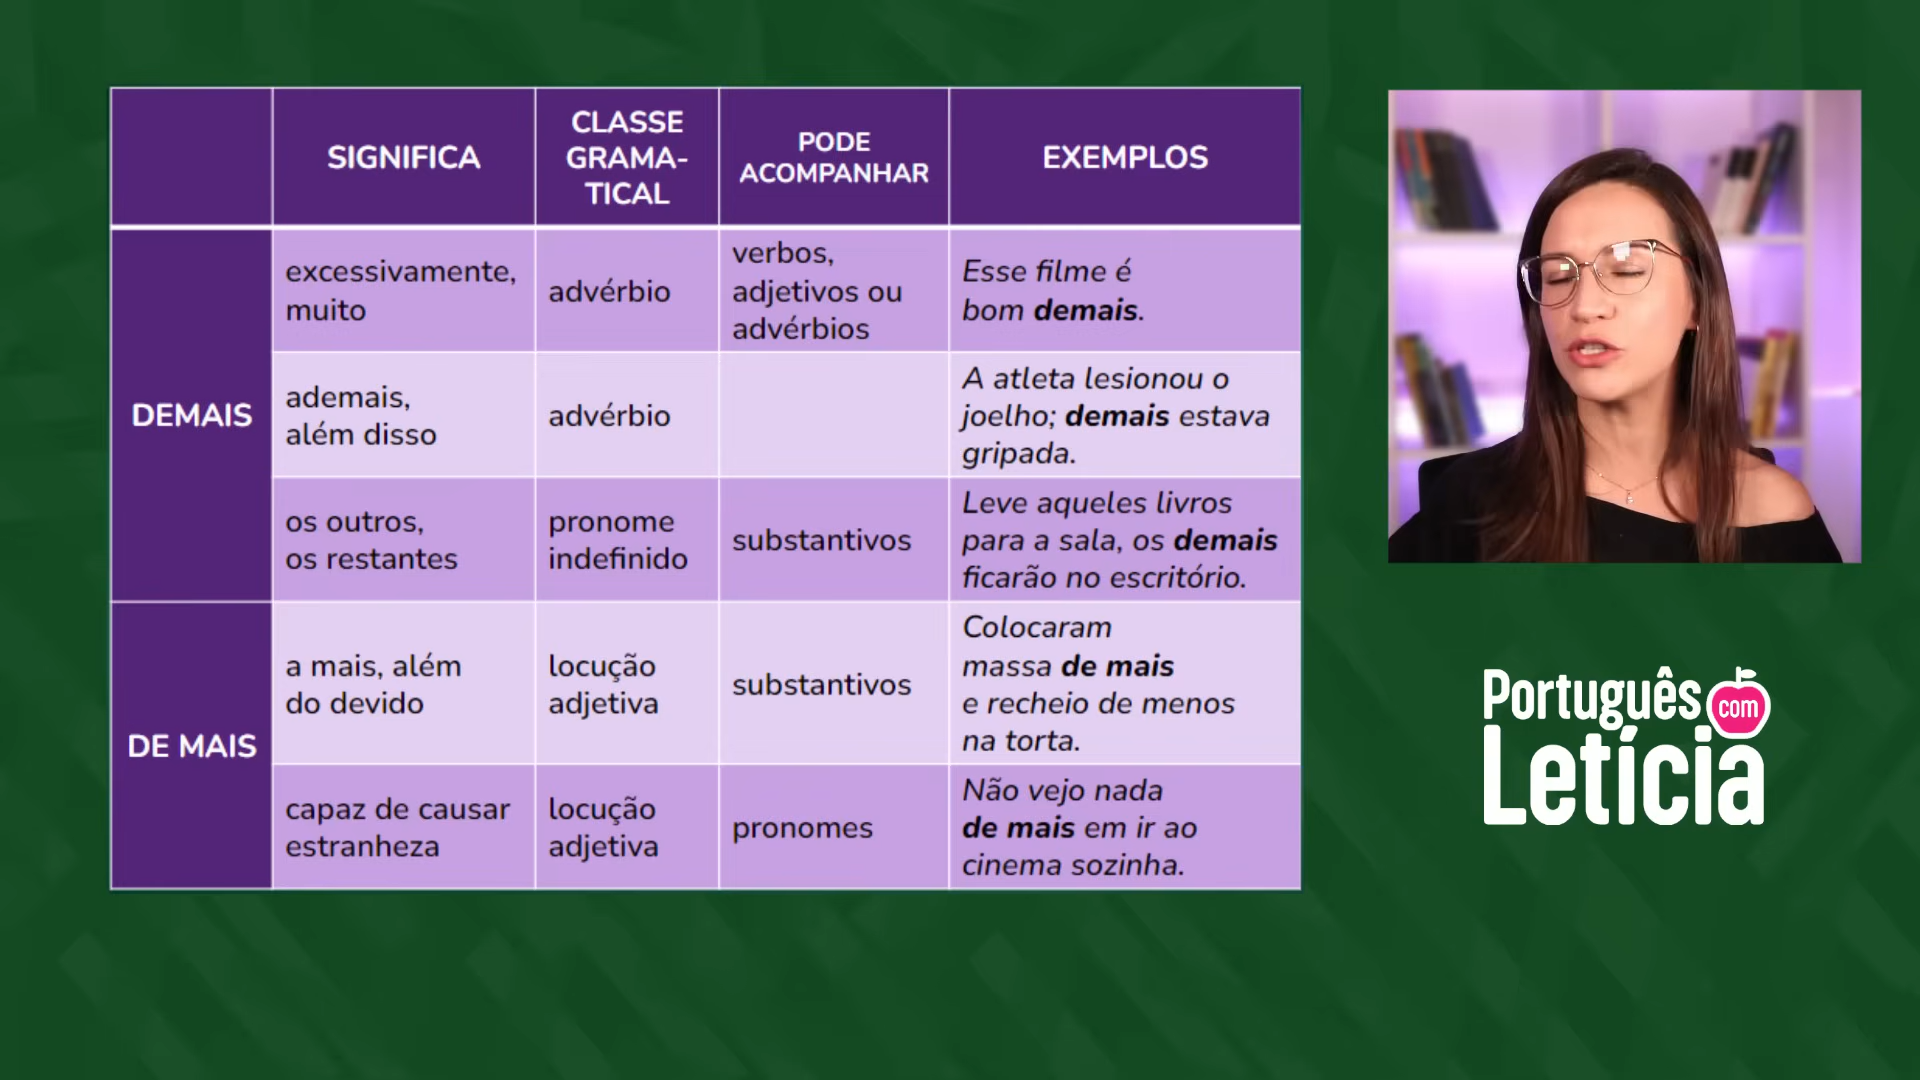 SIGNIFICA
CLASSE
GRAMA-
TICAL
PODE
ACOMPANHAR
EXEMPLOS
DEMAIS
excessivamente,
muito
advérbio
verbos,
adjetivos ou
advérbios
Esse filme é
bom demais.
ademais,
além disso
advérbio
A atleta lesionou o
joelho; demais estava
gripada.
os outros,
os restantes
pronome
indefinido
substantivos
Leve aqueles livros
para a sala, os demais
ficarão no escritório.
DE MAIS
a mais, além
do devido
locução
adjetiva
substantivos
Colocaram
massa de mais
e recheio de menos
na torta.
capaz de causar
estranheza
locução
adjetiva
pronomes
Não vejo nada
de mais em ir ao
cinema sozinha.
Português com
Letícia